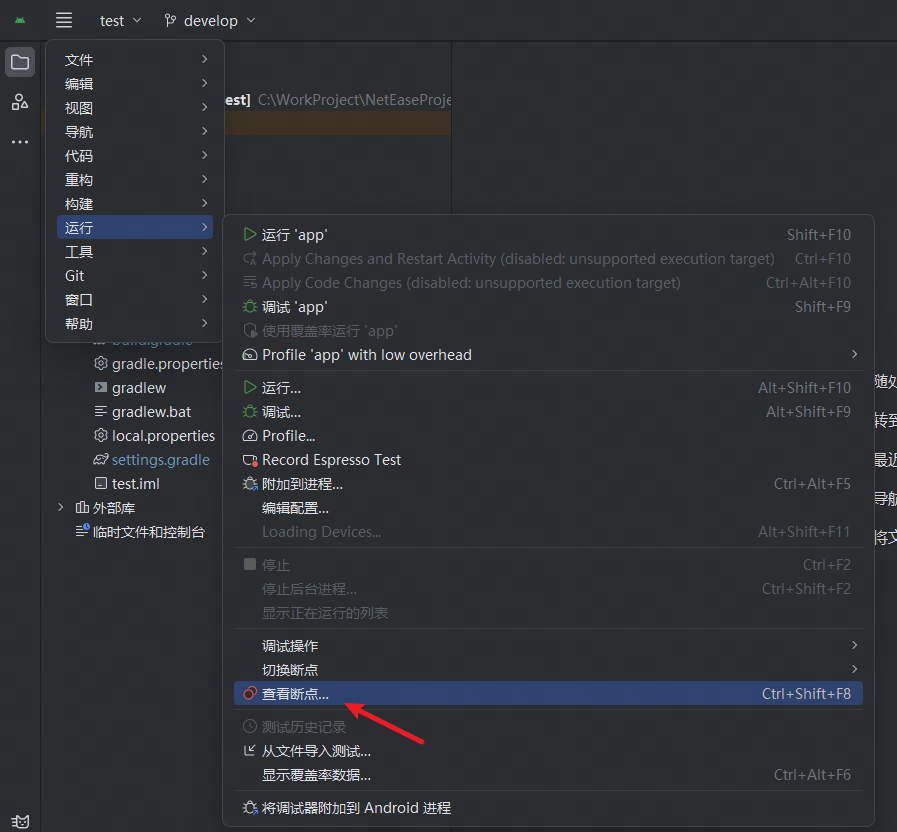 test
develop
文件
编辑
视图
导航
代码
重构
构建
运行
工具
Git
窗口
帮助
est] C:\WorkProject\NetEaseProje
运行 'app' Shift+F10
Apply Changes and Restart Activity (disabled: unsupported execution target) Ctrl+F10
Apply Code Changes (disabled: unsupported execution target) Ctrl+Alt+F10
调试 'app' Shift+F9
使用覆盖率运行 'app'
Profile 'app' with low overhead
运行... Alt+Shift+F10
调试... Alt+Shift+F9
Profile...
Record Espresso Test
附加到进程... Ctrl+Alt+F5
编辑配置...
Loading Devices... Alt+Shift+F11
停止 Ctrl+F2
停止后台进程... Ctrl+Shift+F2
显示正在运行的列表
调试操作
切换断点
查看断点... Ctrl+Shift+F8
测试历史记录
从文件导入测试...
显示覆盖率数据... Ctrl+Alt+F6
将调试器附加到 Android 进程
build.gradle
gradle.properties
gradlew
gradlew.bat
local.properties
settings.gradle
test.iml
外部库
临时文件和控制台
随处
转到
最近
导航
将文